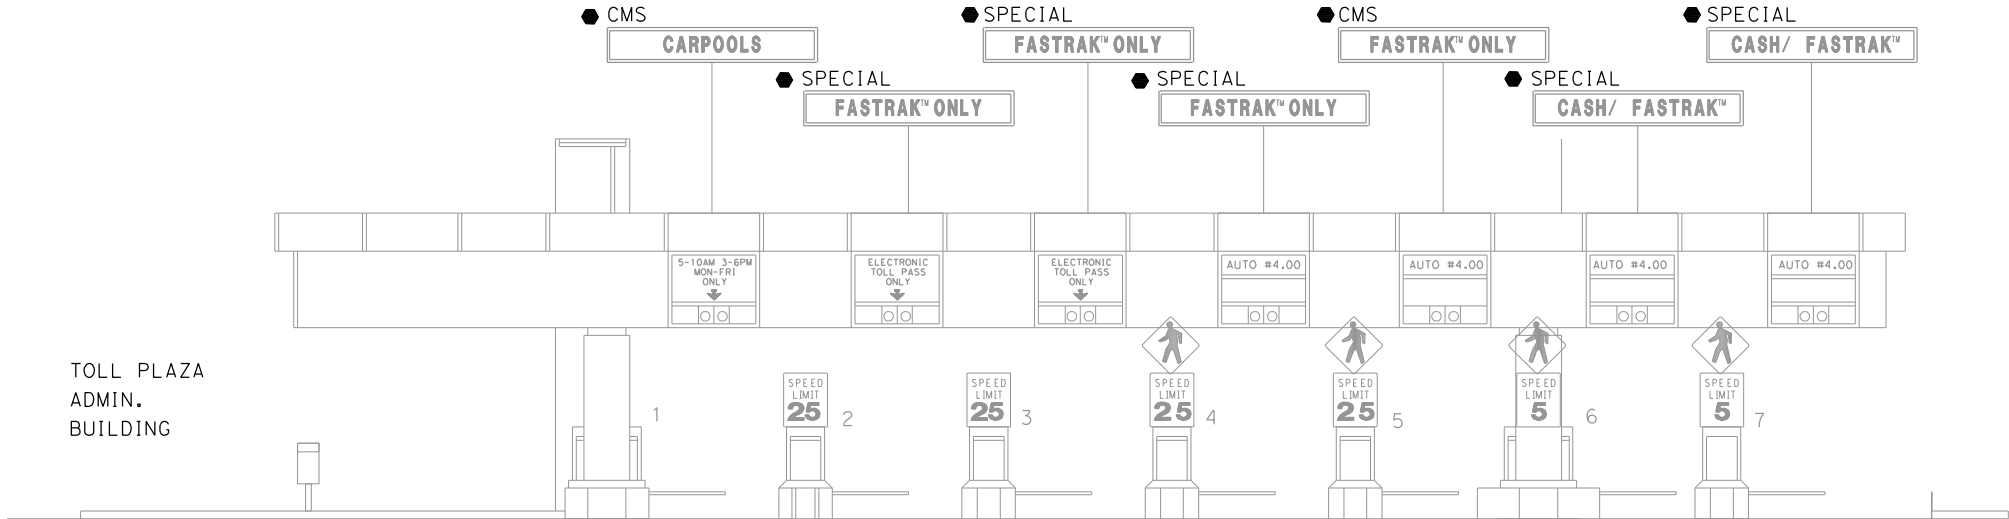 CMS
CARPOOLS
SPECIAL
FASTRAK™ ONLY
SPECIAL
FASTRAK™ ONLY
SPECIAL
FASTRAK™ ONLY
CMS
FASTRAK™ ONLY
SPECIAL
CASH/ FASTRAK™
SPECIAL
CASH/ FASTRAK™
5-10AM 3-6PM
MON-FRI
ONLY
ELECTRONIC
TOLL PASS
ONLY
ELECTRONIC
TOLL PASS
ONLY
AUTO #4.00
AUTO #4.00
AUTO #4.00
AUTO #4.00
TOLL PLAZA
ADMIN.
BUILDING
1
SPEED
LIMIT
25
2
SPEED
LIMIT
25
3
SPEED
LIMIT
25
4
SPEED
LIMIT
25
5
SPEED
LIMIT
5
6
SPEED
LIMIT
5
7